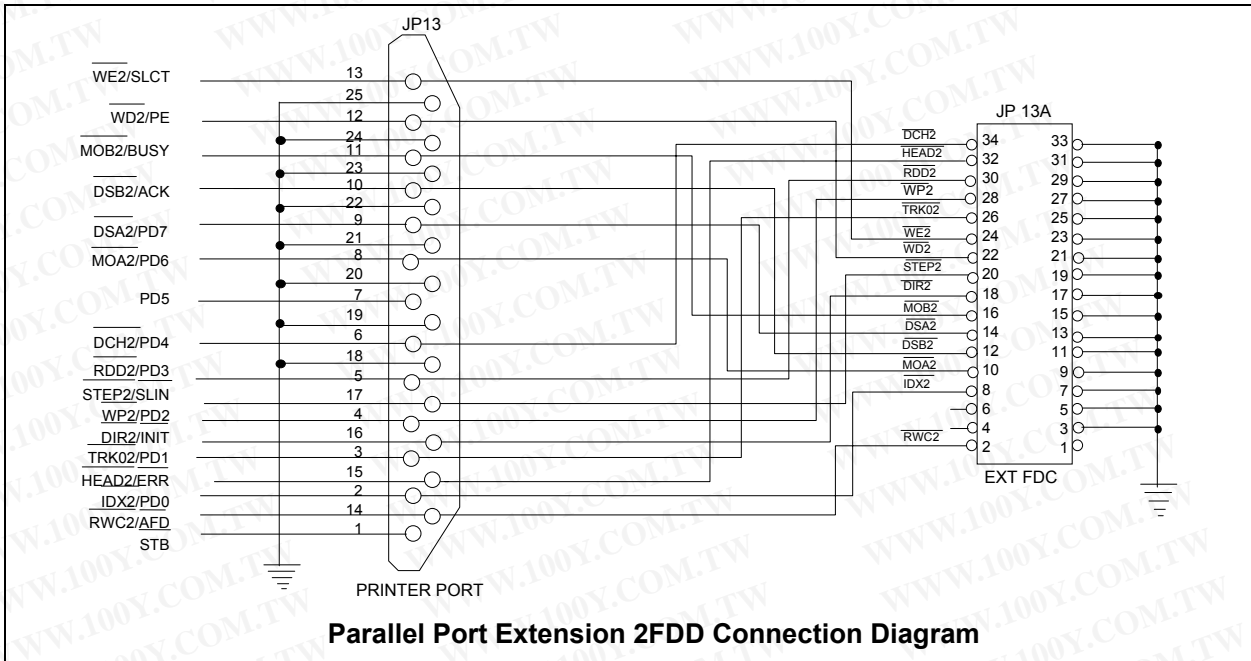 JP13
WE2/SLCT 13
25
WD2/PE 12
24
MOB2/BUSY 11
23
DSB2/ACK 10
22
DSA2/PD7 9
21
MOA2/PD6 8
20
PD5 7
19
DCH2/PD4 6
18
RDD2/PD3 5
STEP2/SLIN 17
WP2/PD2 4
DIR2/INIT 16
TRK02/PD1 3
HEAD2/ERR 15
IDX2/PD0 2
RWC2/AFD 14
STB 1
PRINTER PORT
JP 13A
DCH2 34 33
HEAD2 32 31
RDD2 30 29
WP2 28 27
TRK02 26 25
WE2 24 23
WD2 22 21
STEP2 20 19
DIR2 18 17
MOB2 16 15
DSA2 14 13
DSB2 12 11
MOA2 10 9
IDX2 8 7
6 5
4 3
RWC2 2 1
EXT FDC
Parallel Port Extension 2FDD Connection Diagram
WWW.100Y.COM.TW